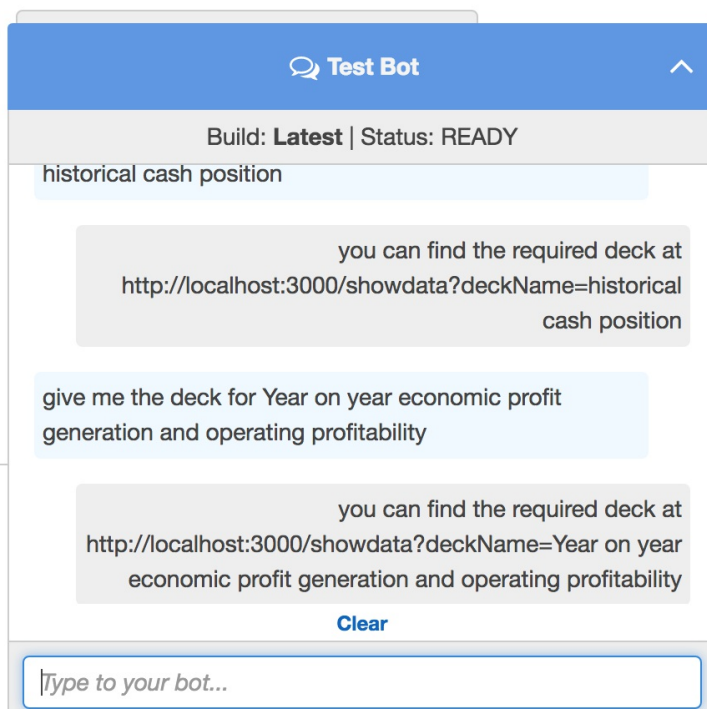 Test Bot
Build: Latest | Status: READY
historical cash position
you can find the required deck at
http://localhost:3000/showdata?deckName=historical
cash position
give me the deck for Year on year economic profit
generation and operating profitability
you can find the required deck at
http://localhost:3000/showdata?deckName=Year on year
economic profit generation and operating profitability
Clear
Type to your bot...